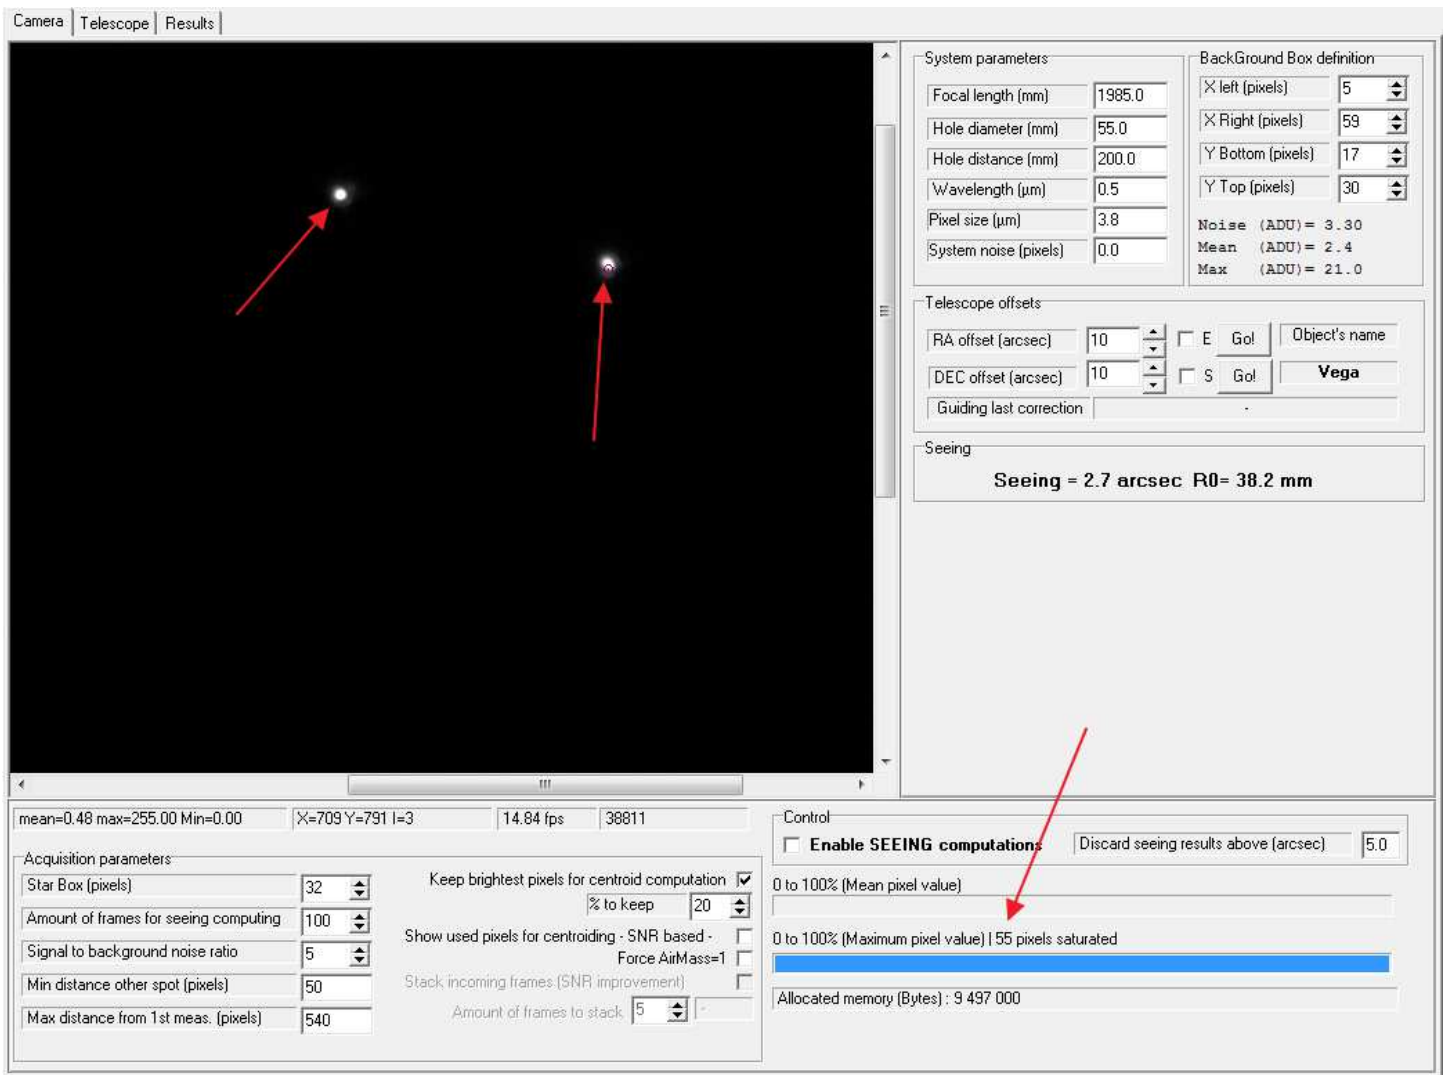 Camera Telescope Results
System parameters
Focal length (mm) 1985.0
Hole diameter (mm) 55.0
Hole distance (mm) 200.0
Wavelength (µm) 0.5
Pixel size (µm) 3.8
System noise (pixels) 0.0
BackGround Box definition
X left (pixels) 5
X Right (pixels) 59
Y Bottom (pixels) 17
Y Top (pixels) 30
Noise (ADU)= 3.30
Mean (ADU)= 2.4
Max (ADU)= 21.0
Telescope offsets
RA offset (arcsec) 10 E Go! Object's name
DEC offset (arcsec) 10 S Go! Vega
Guiding last correction -
Seeing
Seeing = 2.7 arcsec R0= 38.2 mm
mean=0.48 max=255.00 Min=0.00 X=709 Y=791 I=3 14.84 fps 38811
Acquisition parameters
Star Box (pixels) 32
Amount of frames for seeing computing 100
Signal to background noise ratio 5
Min distance other spot (pixels) 50
Max distance from 1st meas. (pixels) 540
Keep brightest pixels for centroid computation
% to keep 20
Show used pixels for centroiding - SNR based -
Force AirMass=1
Stack incoming frames (SNR improvement)
Amount of frames to stack 5 -
Control
Enable SEEING computations Discard seeing results above (arcsec) 5.0
0 to 100% (Mean pixel value)
0 to 100% (Maximum pixel value) | 55 pixels saturated
Allocated memory (Bytes) : 9 497 000